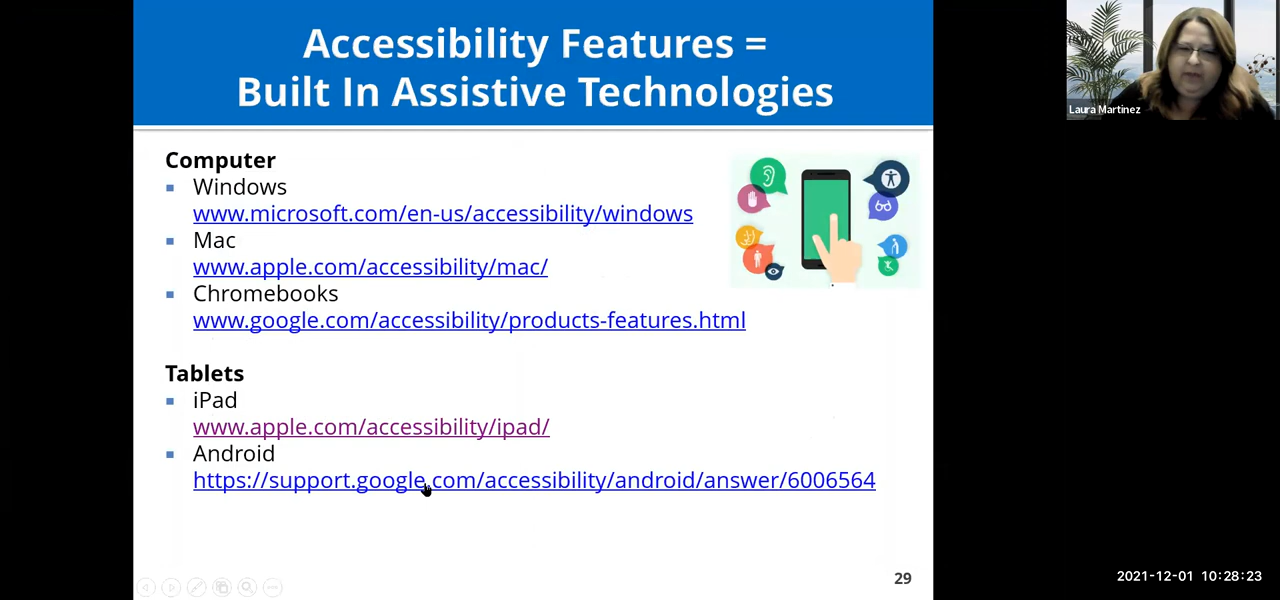 Accessibility Features =
Built In Assistive Technologies
Laura Martinez
Computer
Windows
www.microsoft.com/en-us/accessibility/windows
Mac
www.apple.com/accessibility/mac/
Chromebooks
www.google.com/accessibility/products-features.html
Tablets
iPad
www.apple.com/accessibility/ipad/
Android
https://support.google.com/accessibility/android/answer/6006564
29
2021-12-01 10:28:23